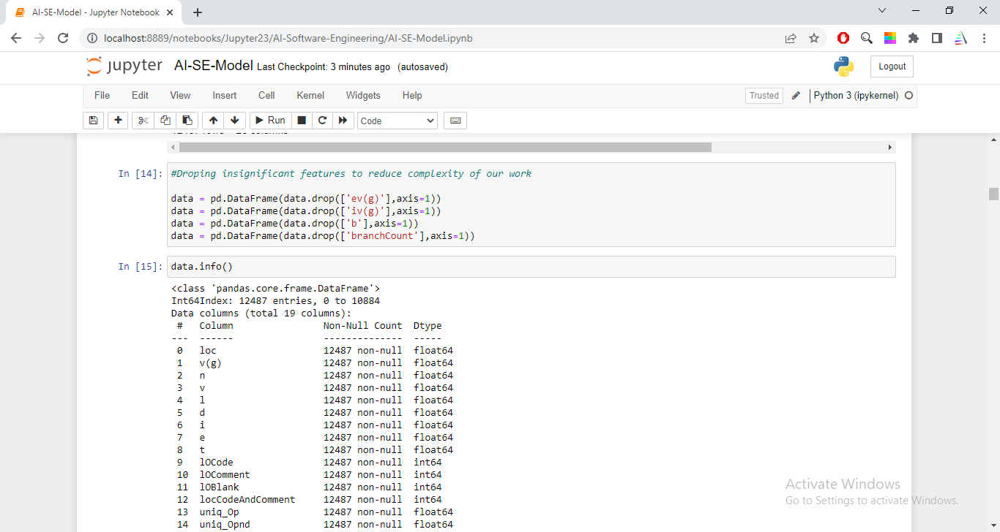 AI-SE-Model - Jupyter Notebook
localhost:8889/notebooks/Jupyter23/AI-Software-Engineering/AI-SE-Model.ipynb
jupyter AI-SE-Model Last Checkpoint: 3 minutes ago (autosaved) Logout
File Edit View Insert Cell Kernel Widgets Help Trusted Python 3 (ipykernel)
Run Code
In [14]: #Droping insignificant features to reduce complexity of our work
data = pd.DataFrame(data.drop(['ev(g)'],axis=1))
data = pd.DataFrame(data.drop(['iv(g)'],axis=1))
data = pd.DataFrame(data.drop(['b'],axis=1))
data = pd.DataFrame(data.drop(['branchCount'],axis=1))
In [15]: data.info()
<class 'pandas.core.frame.DataFrame'>
Int64Index: 12487 entries, 0 to 10884
Data columns (total 19 columns):
# Column Non-Null Count Dtype
--- ------ -------------- -----
0 loc 12487 non-null float64
1 v(g) 12487 non-null float64
2 n 12487 non-null float64
3 v 12487 non-null float64
4 l 12487 non-null float64
5 d 12487 non-null float64
6 i 12487 non-null float64
7 e 12487 non-null float64
8 t 12487 non-null float64
9 lOCode 12487 non-null int64
10 lOComment 12487 non-null int64
11 lOBlank 12487 non-null int64
12 locCodeAndComment 12487 non-null int64
13 uniq_Op 12487 non-null float64
14 uniq_Opnd 12487 non-null float64
Activate Windows
Go to Settings to activate Windows.